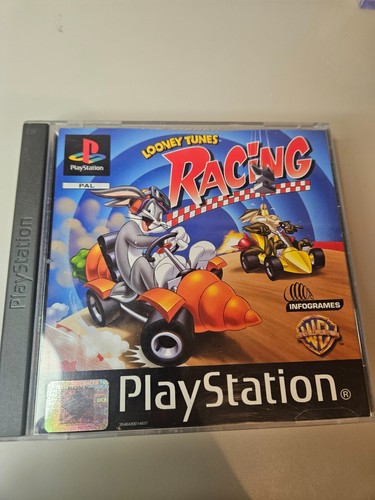 PlayStation
PlayStation
PAL
LOONEY TUNES
RACING
INFOGRAMES
WB
PlayStation®